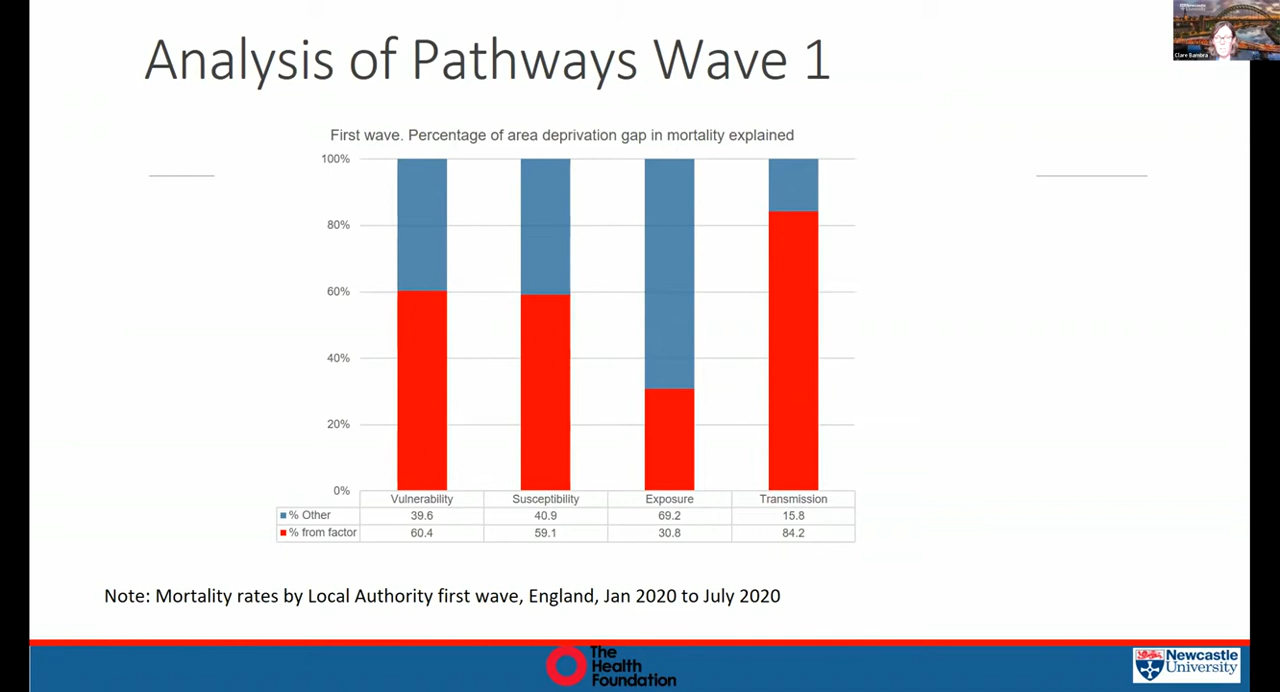 Analysis of Pathways Wave 1
Newcastle
University
Clare Bambra
First wave. Percentage of area deprivation gap in mortality explained
100%
80%
60%
40%
20%
0%
Vulnerability Susceptibility Exposure Transmission
% Other 39.6 40.9 69.2 15.8
% from factor 60.4 59.1 30.8 84.2
Note: Mortality rates by Local Authority first wave, England, Jan 2020 to July 2020
The
Health
Foundation
Newcastle
University